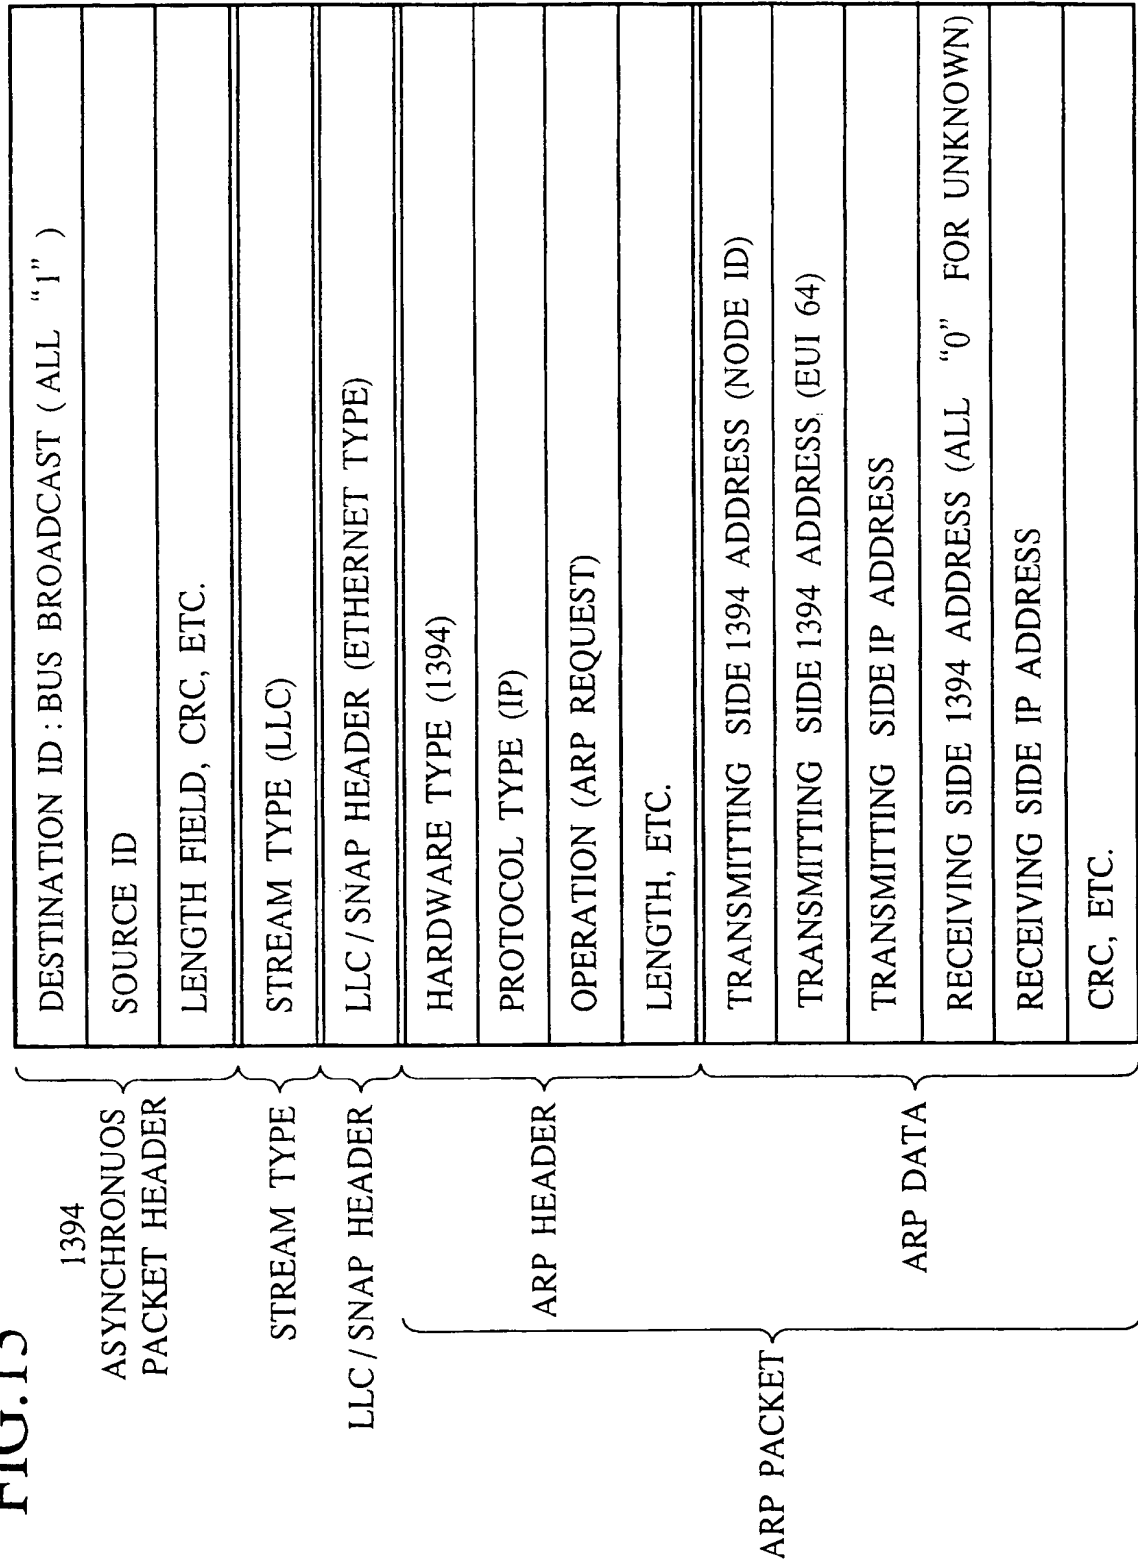 FIG.15
1394
ASYNCHRONUOS
PACKET HEADER
DESTINATION ID : BUS BROADCAST ( ALL “1” )
SOURCE ID
LENGTH FIELD, CRC, ETC.
STREAM TYPE
STREAM TYPE (LLC)
LLC / SNAP HEADER
LLC / SNAP HEADER (ETHERNET TYPE)
ARP PACKET
ARP HEADER
HARDWARE TYPE (1394)
PROTOCOL TYPE (IP)
OPERATION (ARP REQUEST)
LENGTH, ETC.
ARP DATA
TRANSMITTING SIDE 1394 ADDRESS (NODE ID)
TRANSMITTING SIDE 1394 ADDRESS (EUI 64)
TRANSMITTING SIDE IP ADDRESS
RECEIVING SIDE 1394 ADDRESS (ALL “0” FOR UNKNOWN)
RECEIVING SIDE IP ADDRESS
CRC, ETC.